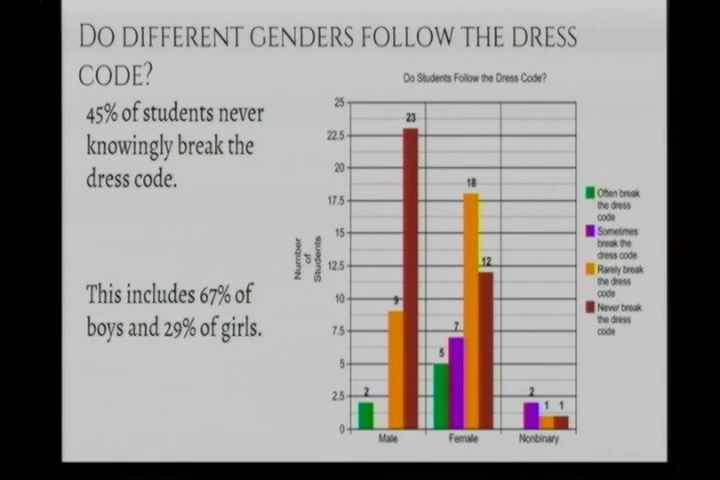 DO DIFFERENT GENDERS FOLLOW THE DRESS
CODE?
45% of students never
knowingly break the
dress code.
This includes 67% of
boys and 29% of girls.
Do Students Follow the Dress Code?
25
22.5
20
17.5
15
12.5
10
7.5
5
2.5
0
Number
of
Students
2
9
23
5
7
18
12
2
1
1
Male
Female
Nonbinary
Often break
the dress
code
Sometimes
break the
dress code
Rarely break
the dress
code
Never break
the dress
code